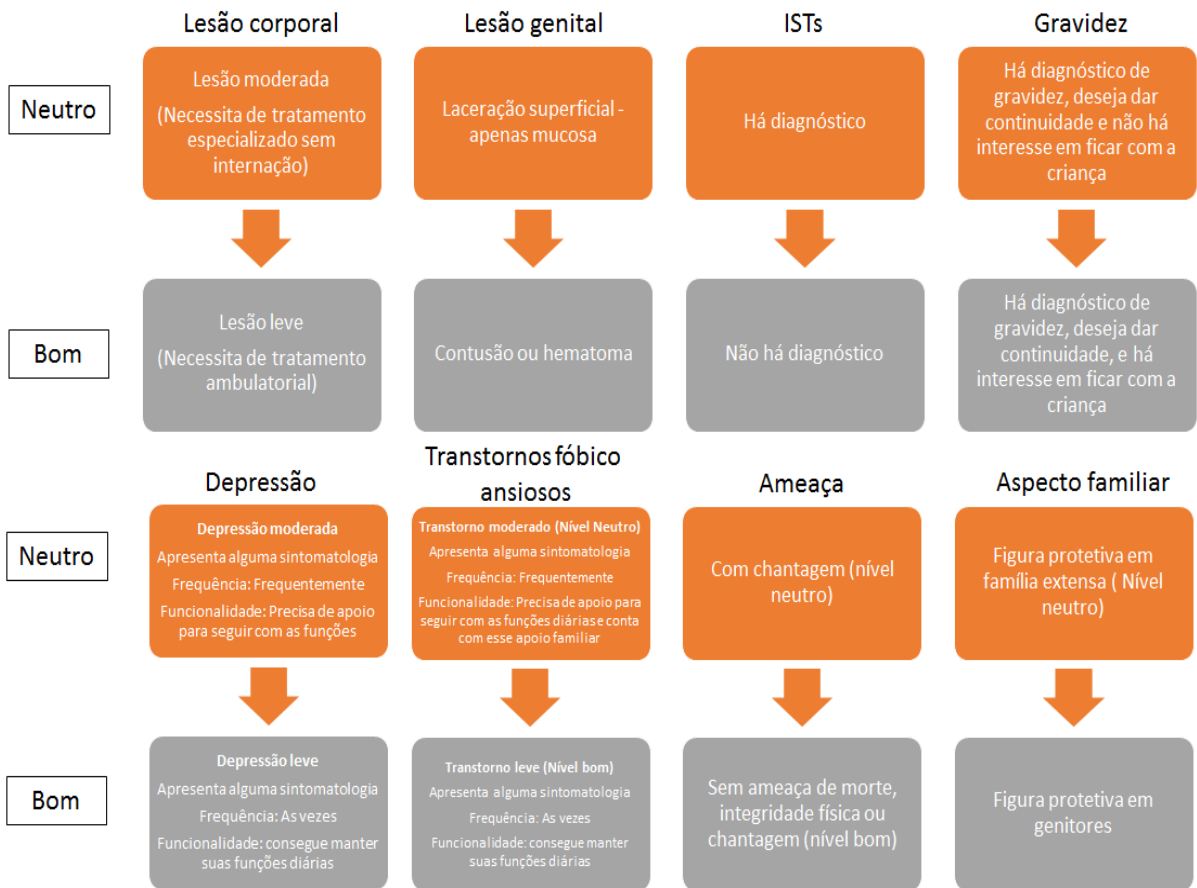 Lesão corporal
Lesão genital
ISTs
Gravidez
Neutro
Lesão moderada
(Necessita de tratamento
especializado sem
internação)
Laceração superficial -
apenas mucosa
Há diagnóstico
Há diagnóstico de
gravidez, deseja dar
continuidade e não há
interesse em ficar com a
criança
Bom
Lesão leve
(Necessita de tratamento
ambulatorial)
Contusão ou hematoma
Não há diagnóstico
Há diagnóstico de
gravidez, deseja dar
continuidade, e há
interesse em ficar com a
criança
Depressão
Transtornos fóbico
ansiosos
Ameaça
Aspecto familiar
Neutro
Depressão moderada
Apresenta alguma sintomatologia
Frequência: Frequentemente
Funcionalidade: Precisa de apoio
para seguir com as funções
Transtorno moderado (Nível Neutro)
Apresenta alguma sintomatologia
Frequência: Frequentemente
Funcionalidade: Precisa de apoio para
seguir com as funções diárias e conta
com esse apoio familiar
Com chantagem (nível
neutro)
Figura protetiva em
família extensa ( Nível
neutro)
Bom
Depressão leve
Apresenta alguma sintomatologia
Frequência: As vezes
Funcionalidade: consegue manter
suas funções diárias
Transtorno leve (Nível bom)
Apresenta alguma sintomatologia
Frequência: As vezes
Funcionalidade: consegue manter
suas funções diárias
Sem ameaça de morte,
integridade física ou
chantagem (nível bom)
Figura protetiva em
genitores